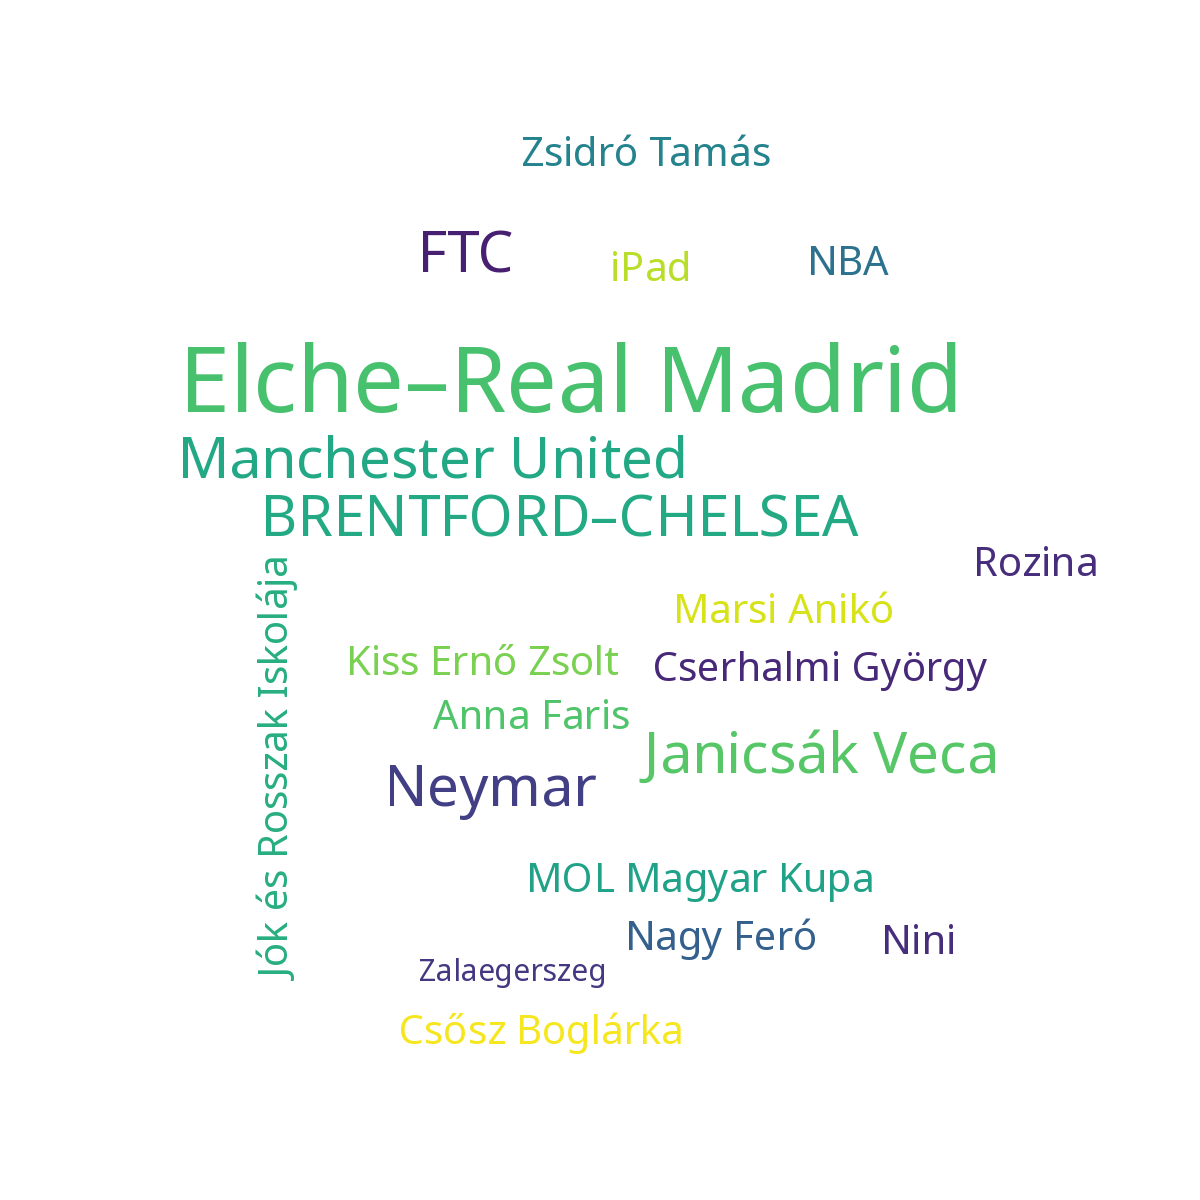 Zsidró Tamás
FTC
iPad
NBA
Elche–Real Madrid
Manchester United
BRENTFORD–CHELSEA
Rozina
Jók és Rosszak Iskolája
Marsi Anikó
Kiss Ernő Zsolt
Cserhalmi György
Anna Faris
Janicsák Veca
Neymar
MOL Magyar Kupa
Nagy Feró
Nini
Zalaegerszeg
Csősz Boglárka